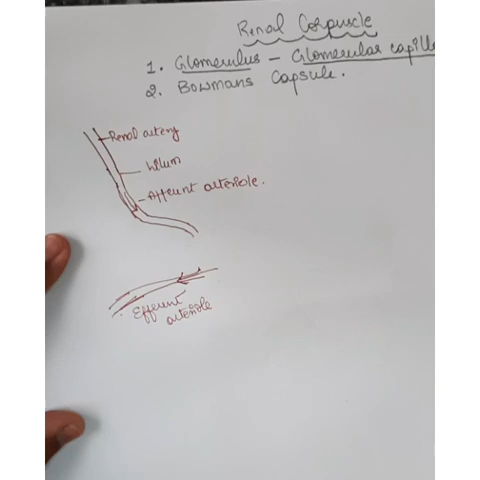 Renal Corpuscle
1. Glomerulus - Glomerular capill
2. Bowmans Capsule.
Renal artery
hilum
Afferent arteriole.
Efferent
arteriole